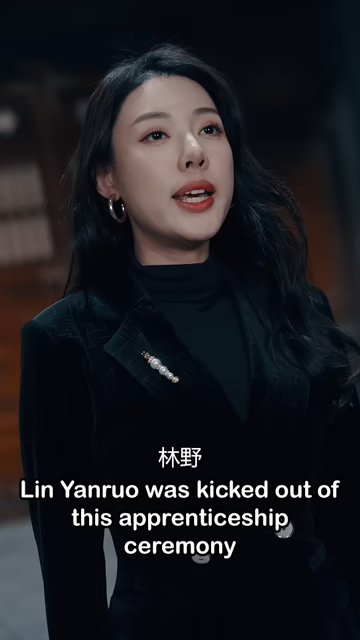 林野
Lin Yanruo was kicked out of
this apprenticeship
ceremony